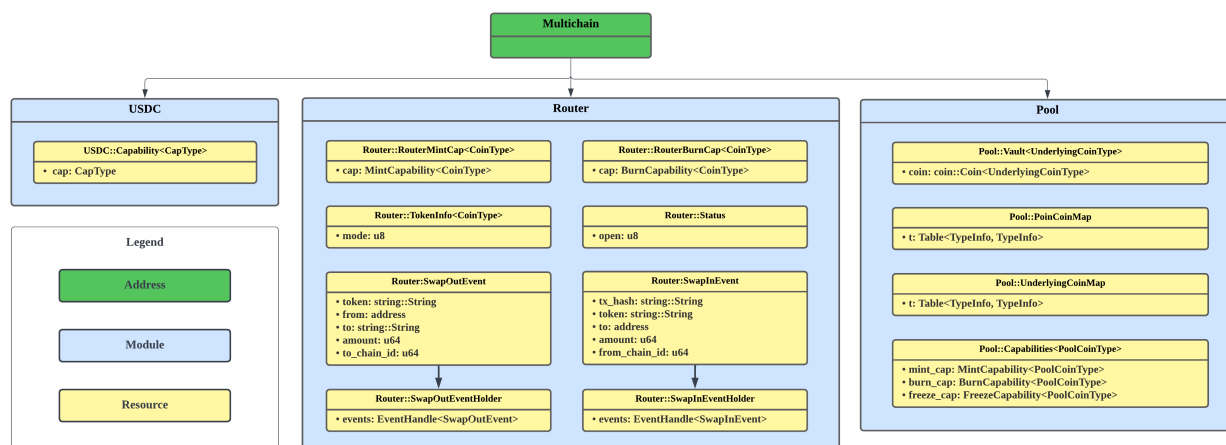 Multichain
USDC
USDC::Capability<CapType>
• cap: CapType
Legend
Address
Module
Resource
Router
Router::RouterMintCap<CoinType>
• cap: MintCapability<CoinType>
Router::RouterBurnCap<CoinType>
• cap: BurnCapability<CoinType>
Router::TokenInfo<CoinType>
• mode: u8
Router::Status
• open: u8
Router:SwapOutEvent
• token: string::String
• from: address
• to: string::String
• amount: u64
• to_chain_id: u64
Router:SwapInEvent
• tx_hash: string::String
• token: string::String
• to: address
• amount: u64
• from_chain_id: u64
Router::SwapOutEventHolder
• events: EventHandle<SwapOutEvent>
Router::SwapInEventHolder
• events: EventHandle<SwapInEvent>
Pool
Pool::Vault<UnderlyingCoinType>
• coin: coin::Coin<UnderlyingCoinType>
Pool::PoinCoinMap
• t: Table<TypeInfo, TypeInfo>
Pool::UnderlyingCoinMap
• t: Table<TypeInfo, TypeInfo>
Pool::Capabilities<PoolCoinType>
• mint_cap: MintCapability<PoolCoinType>
• burn_cap: BurnCapability<PoolCoinType>
• freeze_cap: FreezeCapability<PoolCoinType>